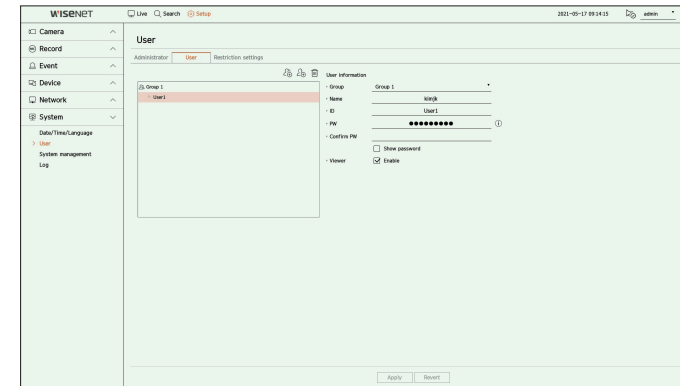 WISENET Live Search Setup 2021-05-17 09:14:15 admin
Camera
Record
Event
Device
Network
System
Date/Time/Language
> User
System management
Log
User
Administrator User Restriction settings
Group 1
User1
User information
Group Group 1
Name kimjk
ID User1
PW ●●●●●●●●●
Confirm PW
Show password
Viewer Enable
Apply Revert